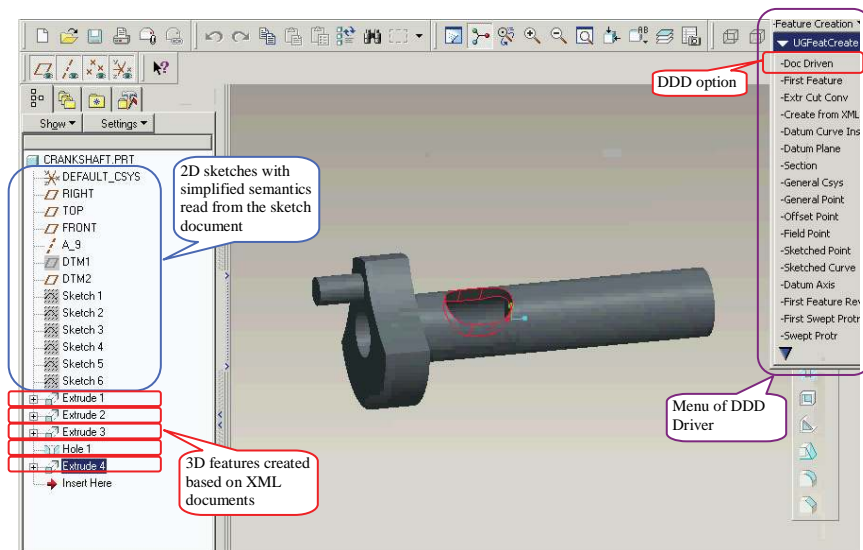 -Feature Creation
UGFeatCreate
-Doc Driven
-First Feature
-Extr Cut Conv
-Create from XML
-Datum Curve Ins
-Datum Plane
-Section
-General Csys
-General Point
-Offset Point
-Field Point
-Sketched Point
-Sketched Curve
-Datum Axis
-First Feature Rev
-First Swept Protr
-Swept Protr
DDD option
Menu of DDD
Driver
Show
Settings
CRANKSHAFT.PRT
DEFAULT_CSYS
RIGHT
TOP
FRONT
A_9
DTM1
DTM2
Sketch 1
Sketch 2
Sketch 3
Sketch 4
Sketch 5
Sketch 6
Extrude 1
Extrude 2
Extrude 3
Hole 1
Extrude 4
Insert Here
2D sketches with
simplified semantics
read from the sketch
document
3D features created
based on XML
documents